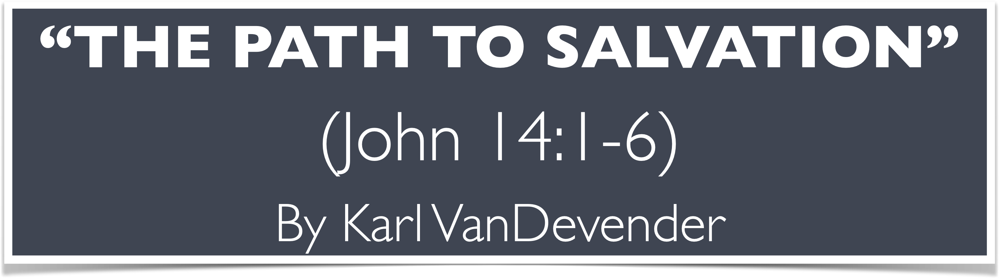 “THE PATH TO SALVATION”
(John 14:1-6)
By Karl VanDevender